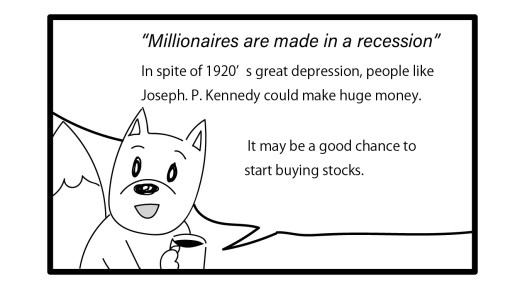 “Millionaires are made in a recession”
In spite of 1920’s great depression, people like
Joseph. P. Kennedy could make huge money.
It may be a good chance to
start buying stocks.